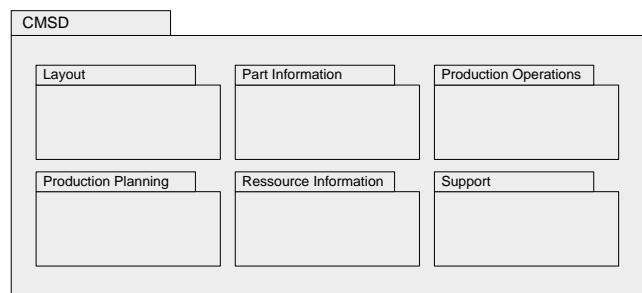 CMSD
Layout
Part Information
Production Operations
Production Planning
Ressource Information
Support